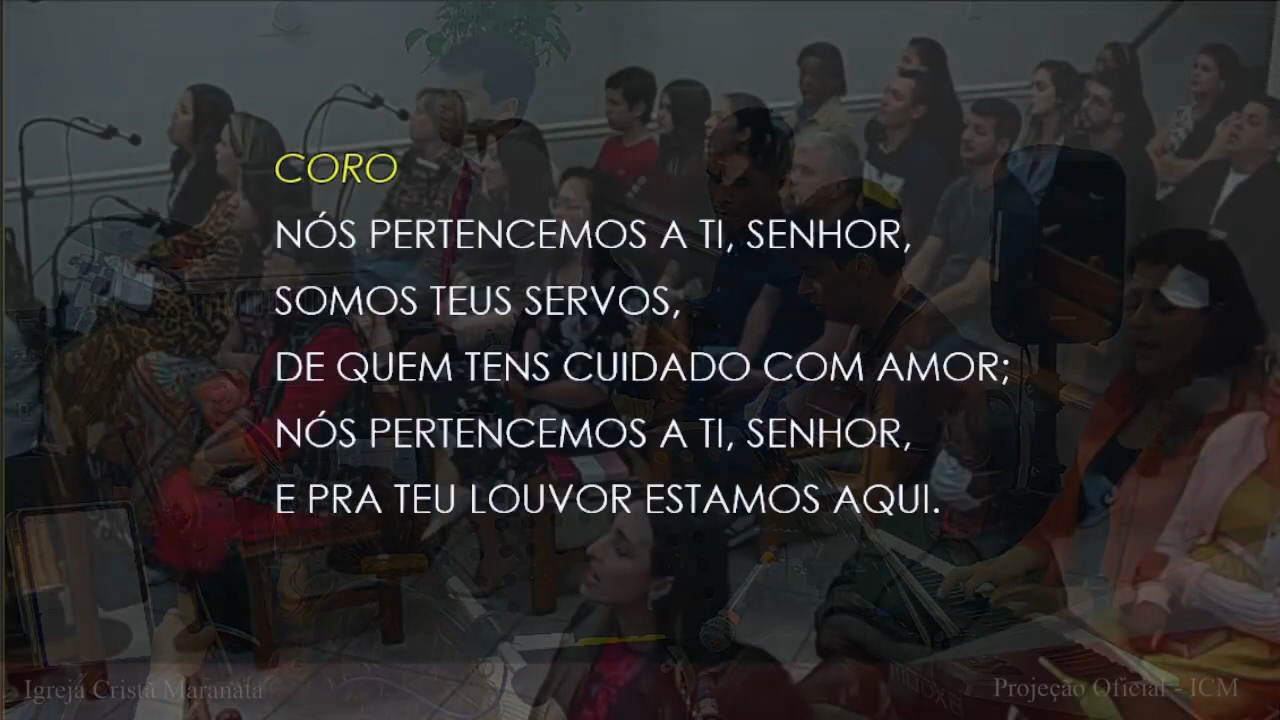 CORO
NÓS PERTENCEMOS A TI, SENHOR,
SOMOS TEUS SERVOS,
DE QUEM TENS CUIDADO COM AMOR;
NÓS PERTENCEMOS A TI, SENHOR,
E PRA TEU LOUVOR ESTAMOS AQUI.
Igreja Cristã Maranata
Projeção Oficial - ICM